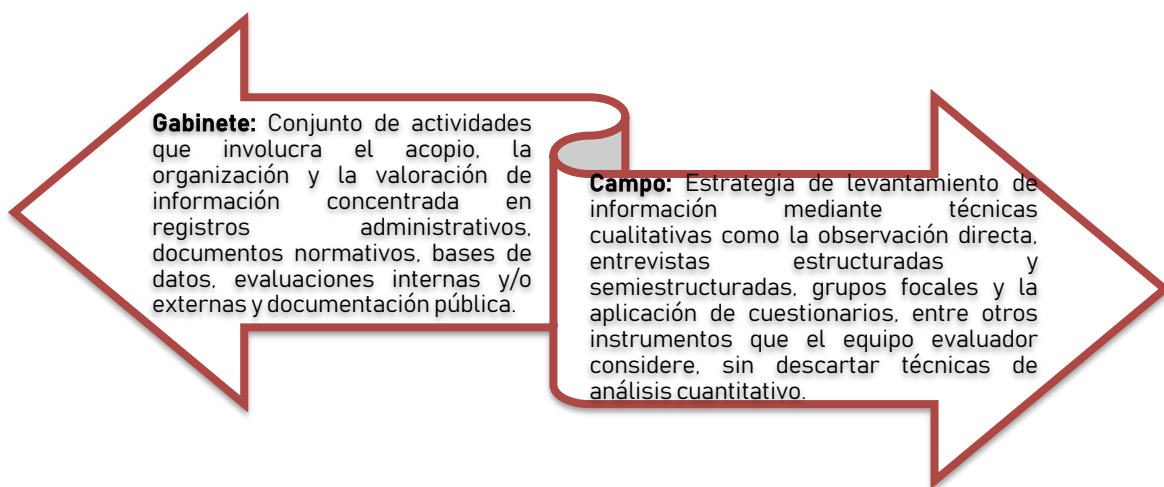 Gabinete: Conjunto de actividades
que involucra el acopio, la
organización y la valoración de
información concentrada en
registros administrativos,
documentos normativos, bases de
datos, evaluaciones internas y/o
externas y documentación pública.
Campo: Estrategia de levantamiento de
información mediante técnicas
cualitativas como la observación directa,
entrevistas estructuradas y
semiestructuradas, grupos focales y la
aplicación de cuestionarios, entre otros
instrumentos que el equipo evaluador
considere, sin descartar técnicas de
análisis cuantitativo.